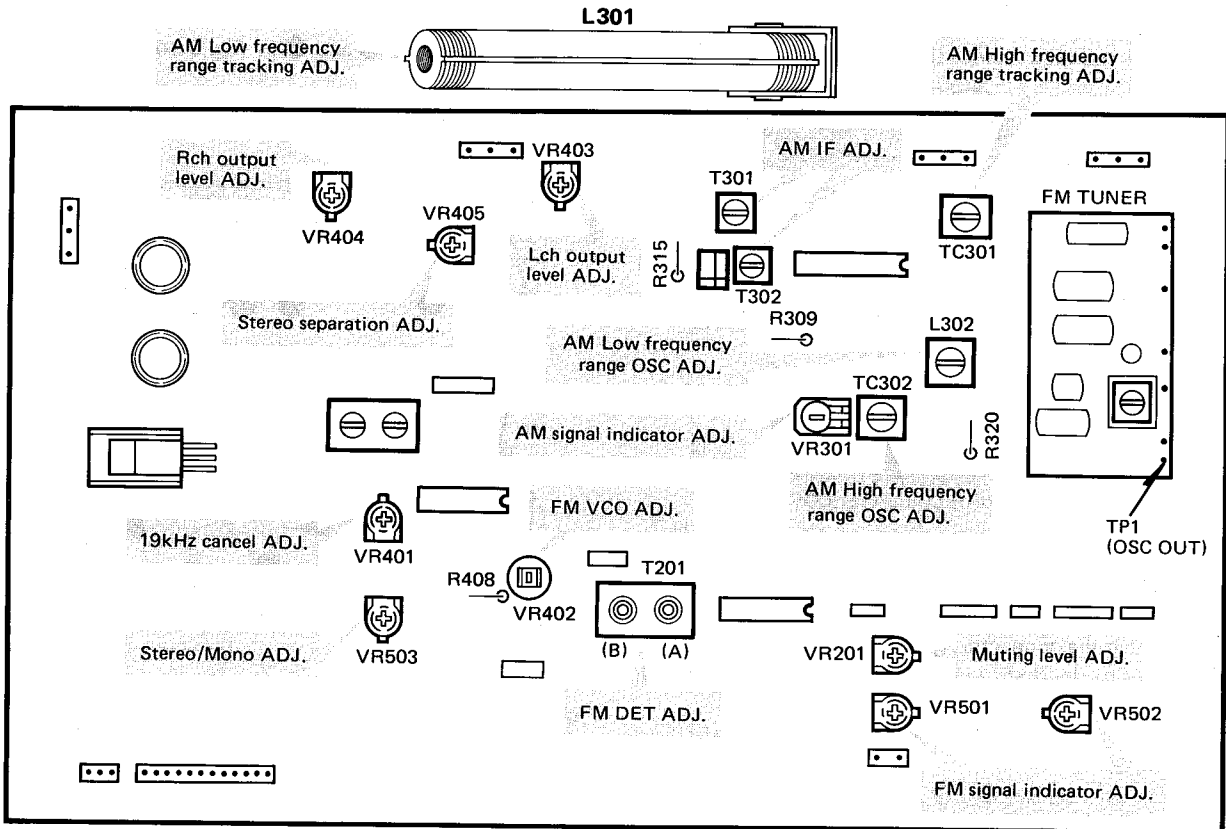 L301
AM Low frequency
range tracking ADJ.
AM High frequency
range tracking ADJ.
Rch output
level ADJ.
VR404
VR405
VR403
Lch output
level ADJ.
Stereo separation ADJ.
AM IF ADJ.
T301
R315
T302
TC301
FM TUNER
R309
AM Low frequency
range OSC ADJ.
L302
TC302
AM signal indicator ADJ.
VR301
R320
AM High frequency
range OSC ADJ.
TP1
(OSC OUT)
19kHz cancel ADJ.
VR401
FM VCO ADJ.
R408
VR402
T201
(B)
(A)
FM DET ADJ.
Stereo/Mono ADJ.
VR503
VR201
Muting level ADJ.
VR501
VR502
FM signal indicator ADJ.